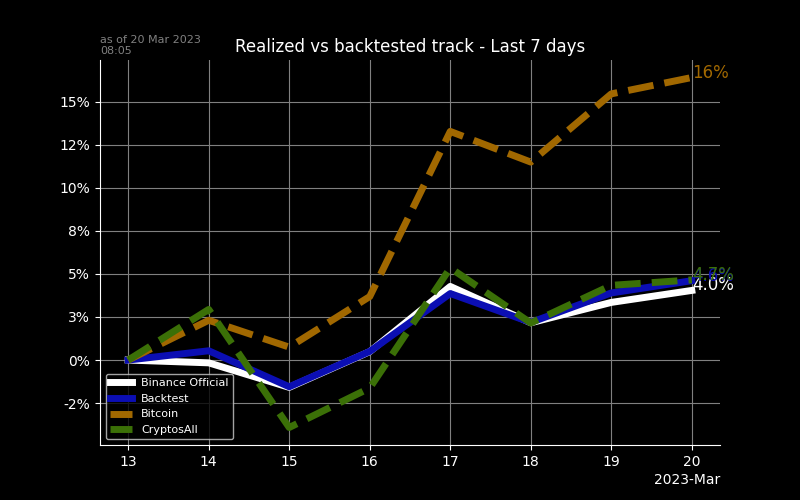 as of 20 Mar 2023
08:05
Realized vs backtested track - Last 7 days
16%
15%
12%
10%
8%
5%
4.7%
4.0%
3%
0%
-2%
Binance Official
Backtest
Bitcoin
CryptosAll
13 14 15 16 17 18 19 20
2023-Mar